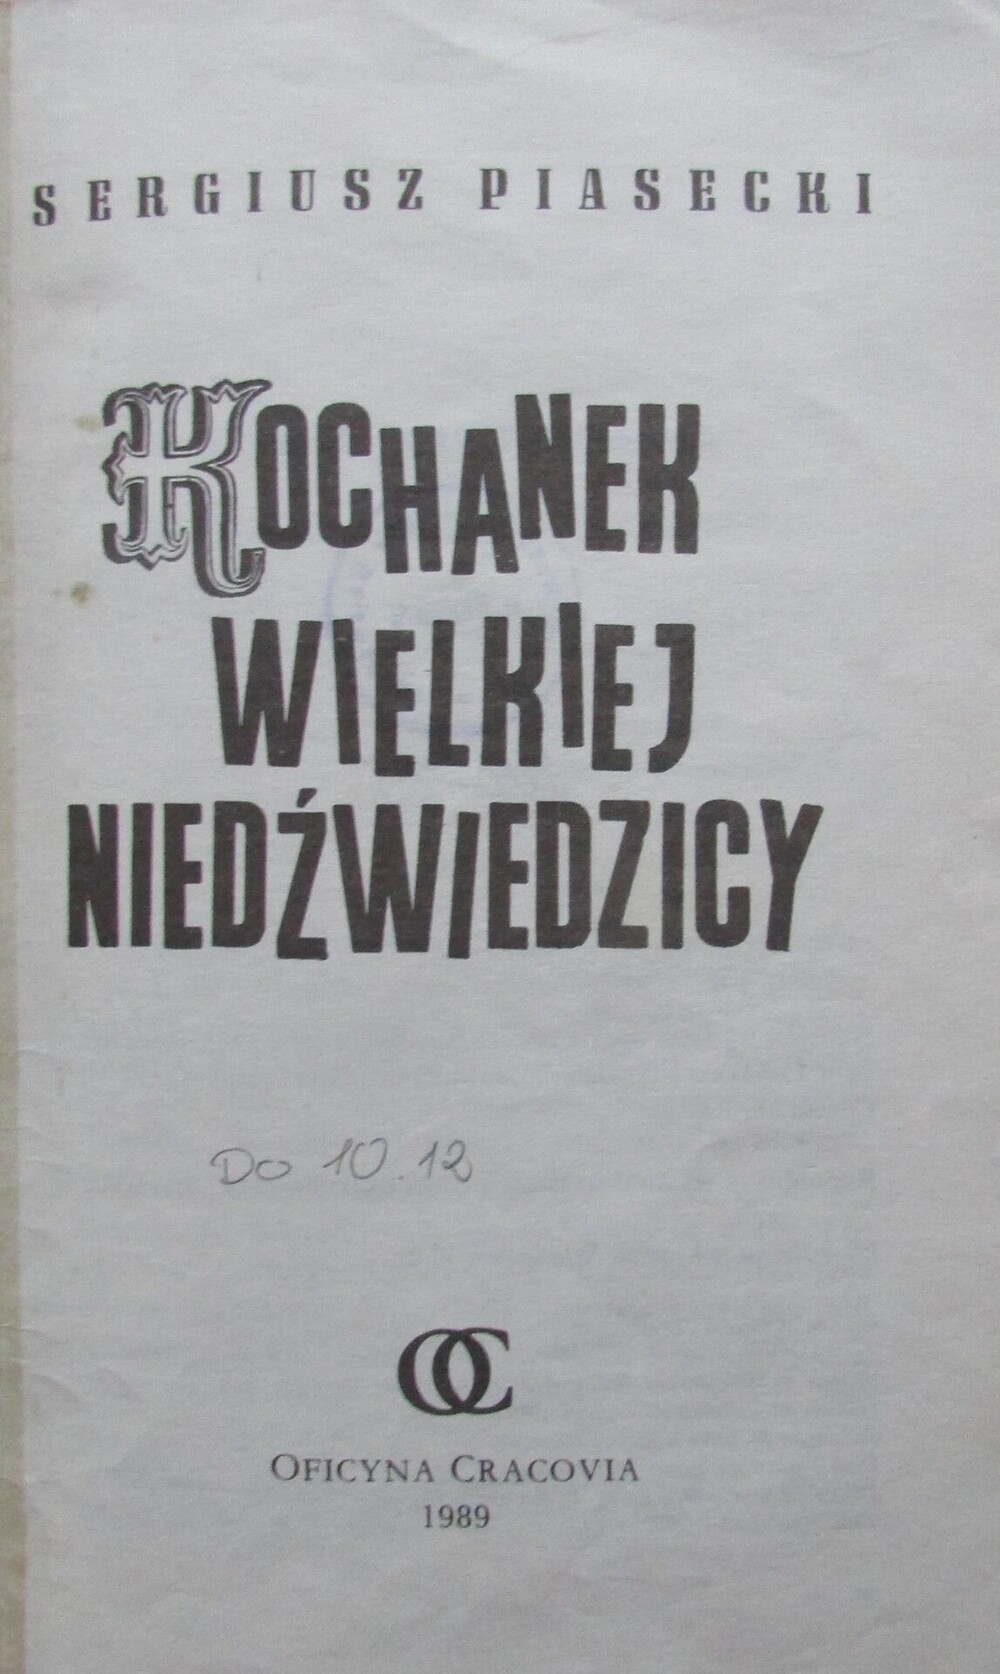 SERGIUSZ PIASECKI
KOCHANEK
WIELKIEJ
NIEDŹWIEDZICY
Do 10.12
OC
OFICYNA CRACOVIA
1989